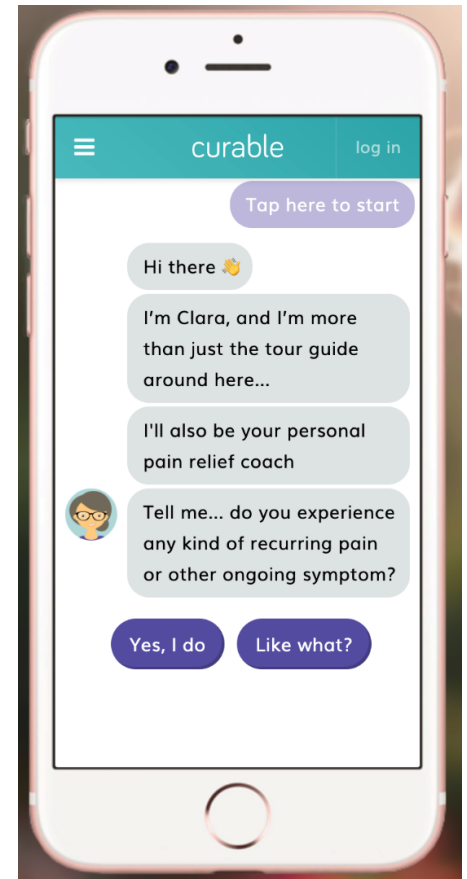 curable
log in
Tap here to start
Hi there 👋
I’m Clara, and I’m more
than just the tour guide
around here...
I'll also be your personal
pain relief coach
Tell me... do you experience
any kind of recurring pain
or other ongoing symptom?
Yes, I do
Like what?